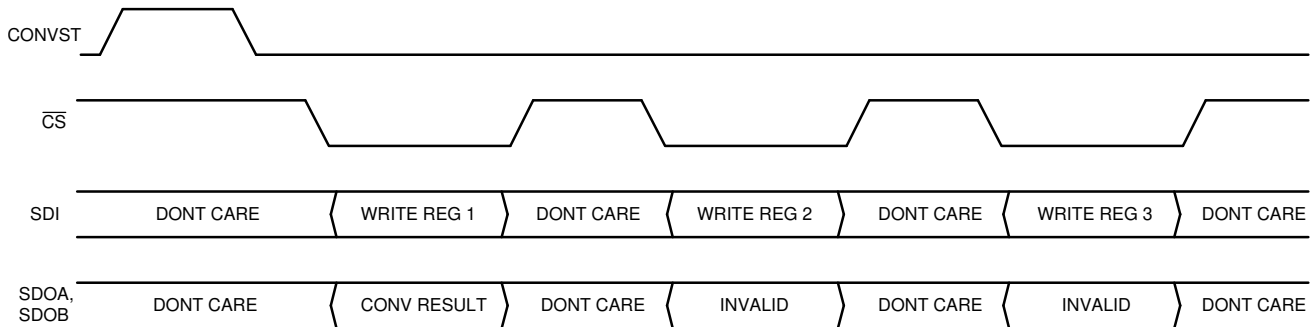 CONVST
C̅S̅
SDI DONT CARE WRITE REG 1 DONT CARE WRITE REG 2 DONT CARE WRITE REG 3 DONT CARE
SDOA,
SDOB DONT CARE CONV RESULT DONT CARE INVALID DONT CARE INVALID DONT CARE